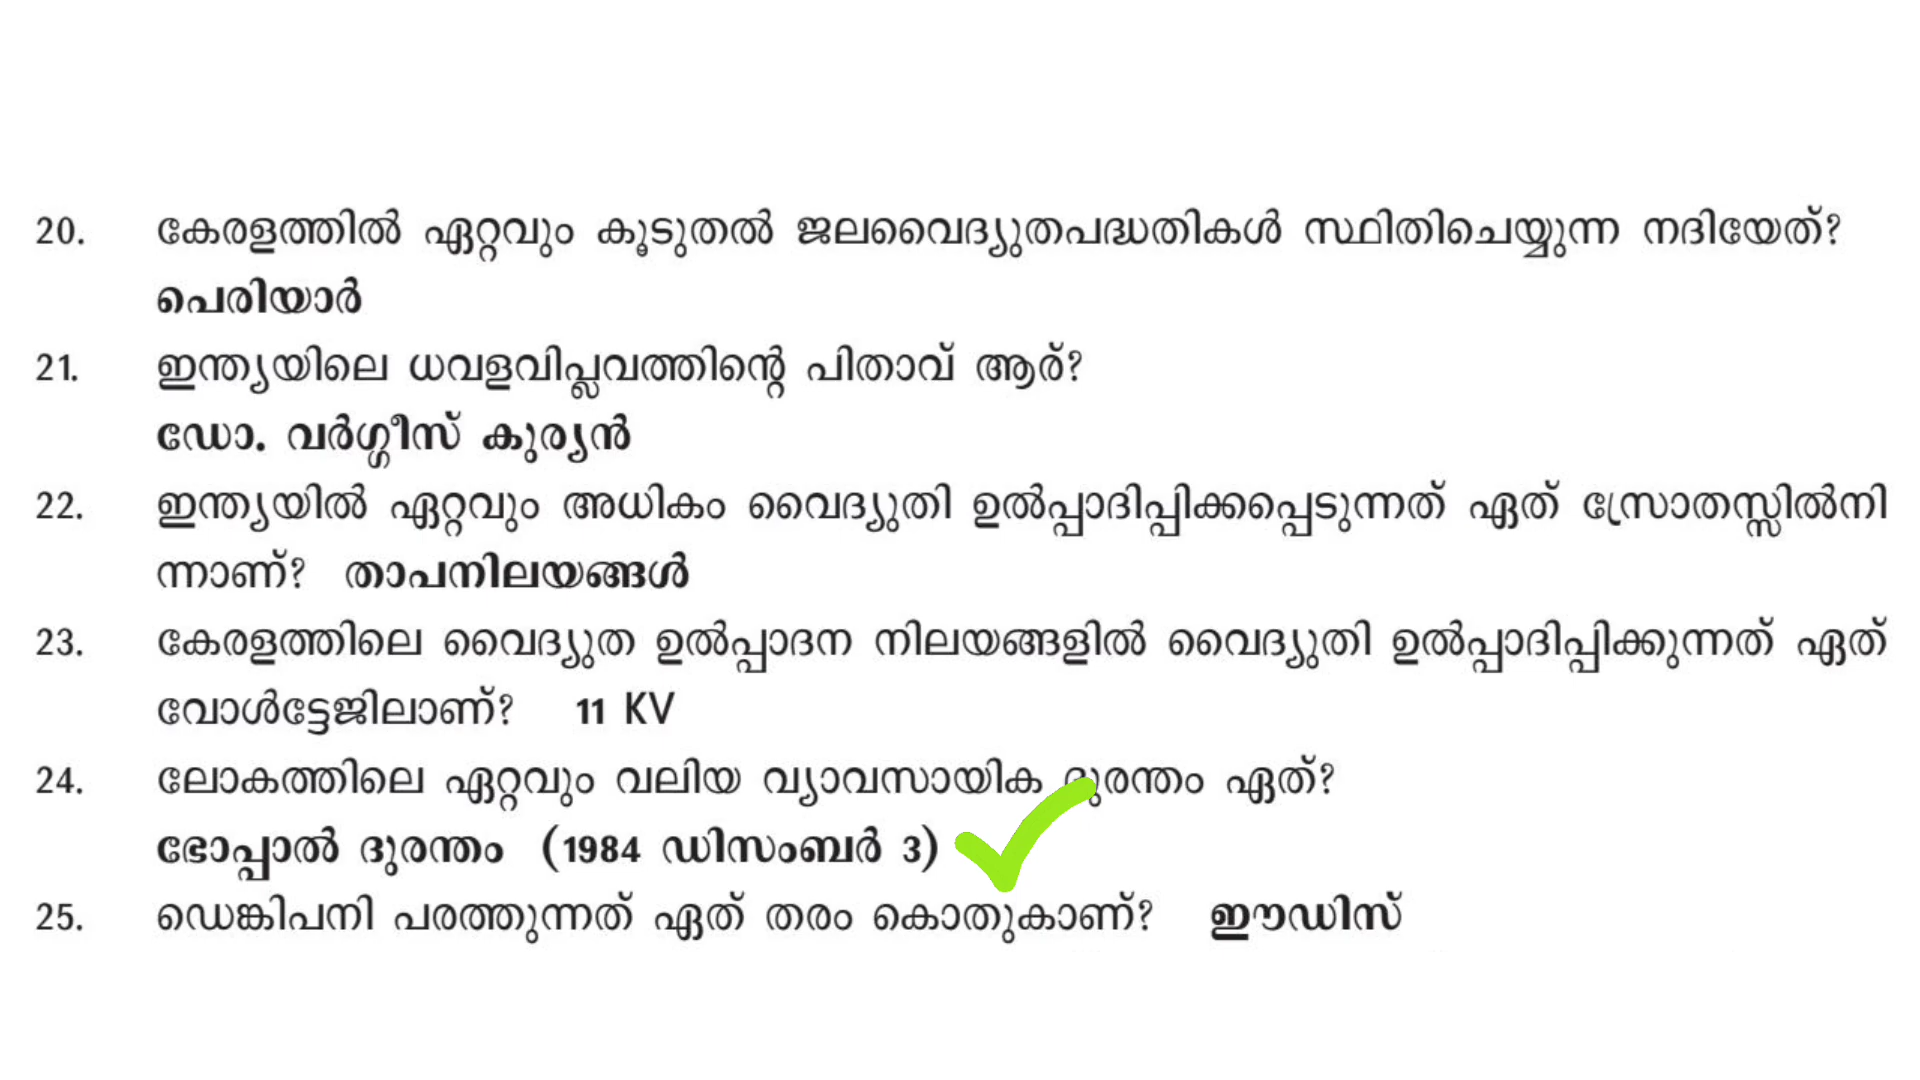 20. കേരളത്തിൽ ഏറ്റവും കൂടുതൽ ജലവൈദ്യുതപദ്ധതികൾ സ്ഥിതിചെയ്യുന്ന നദിയേത്?
പെരിയാർ
21. ഇന്ത്യയിലെ ധവളവിപ്ലവത്തിന്റെ പിതാവ് ആര്?
ഡോ. വർഗ്ഗീസ് കുര്യൻ
22. ഇന്ത്യയിൽ ഏറ്റവും അധികം വൈദ്യുതി ഉൽപ്പാദിപ്പിക്കപ്പെടുന്നത് ഏത് സ്രോതസ്സിൽനി
ന്നാണ്? താപനിലയങ്ങൾ
23. കേരളത്തിലെ വൈദ്യുത ഉൽപ്പാദന നിലയങ്ങളിൽ വൈദ്യുതി ഉൽപ്പാദിപ്പിക്കുന്നത് ഏത്
വോൾട്ടേജിലാണ്? 11 KV
24. ലോകത്തിലെ ഏറ്റവും വലിയ വ്യാവസായിക ദുരന്തം ഏത്?
ഭോപ്പാൽ ദുരന്തം (1984 ഡിസംബർ 3)
25. ഡെങ്കിപനി പരത്തുന്നത് ഏത് തരം കൊതുകാണ്? ഈഡിസ്